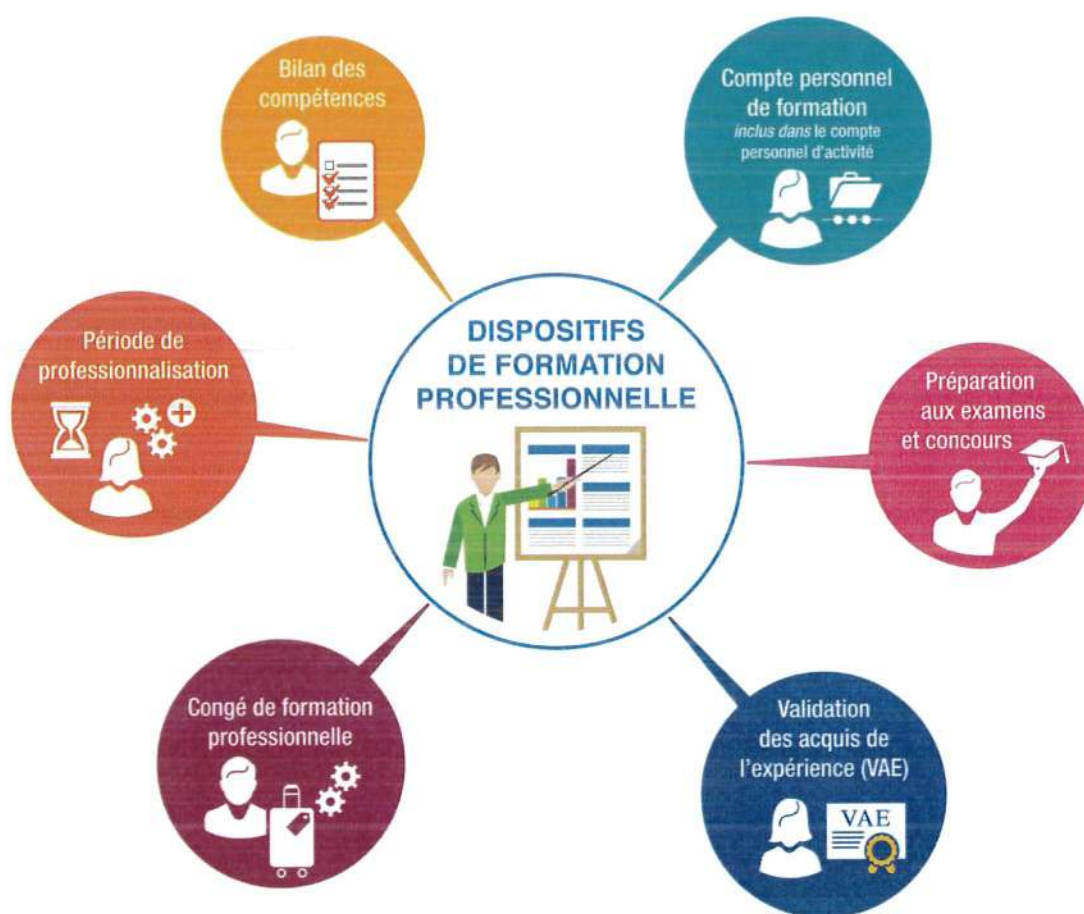 Bilan des
compétences
Compte personnel
de formation
inclus dans le compte
personnel d'activité
Période de
professionnalisation
DISPOSITIFS
DE FORMATION
PROFESSIONNELLE
Préparation
aux examens
et concours
Congé de formation
professionnelle
Validation
des acquis de
l'expérience (VAE)
VAE